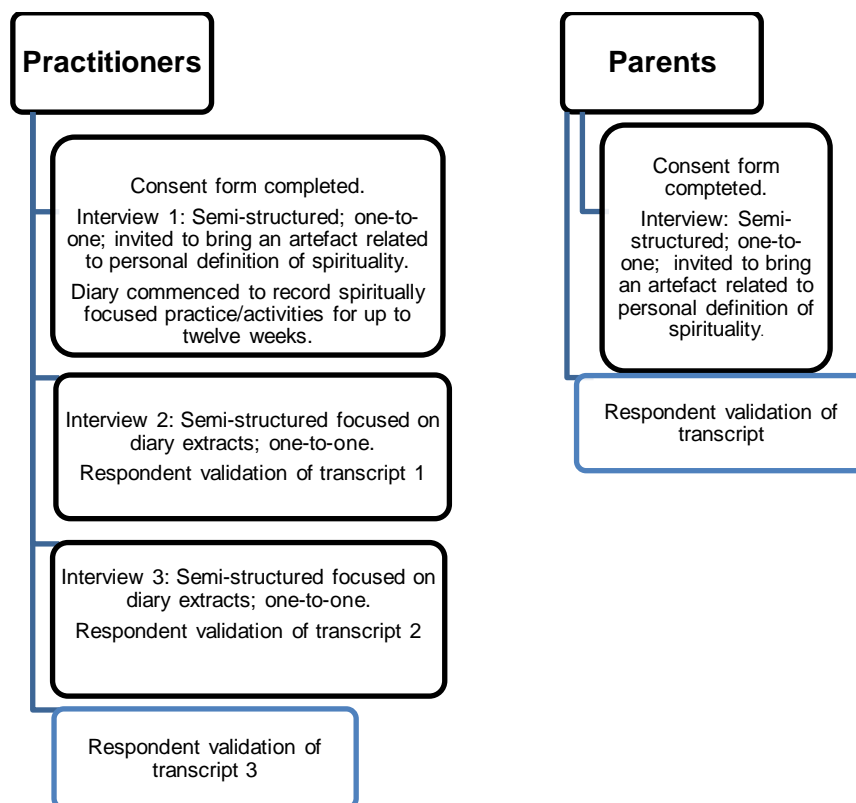 Practitioners
Consent form completed.
Interview 1: Semi-structured; one-to-
one; invited to bring an artefact related
to personal definition of spirituality.
Diary commenced to record spiritually
focused practice/activities for up to
twelve weeks.
Interview 2: Semi-structured focused on
diary extracts; one-to-one.
Respondent validation of transcript 1
Interview 3: Semi-structured focused on
diary extracts; one-to-one.
Respondent validation of transcript 2
Respondent validation of
transcript 3
Parents
Consent form
compteted.
Interview: Semi-
structured; one-to-
one; invited to bring
an artefact related to
personal definition of
spirituality.
Respondent validation of
transcript